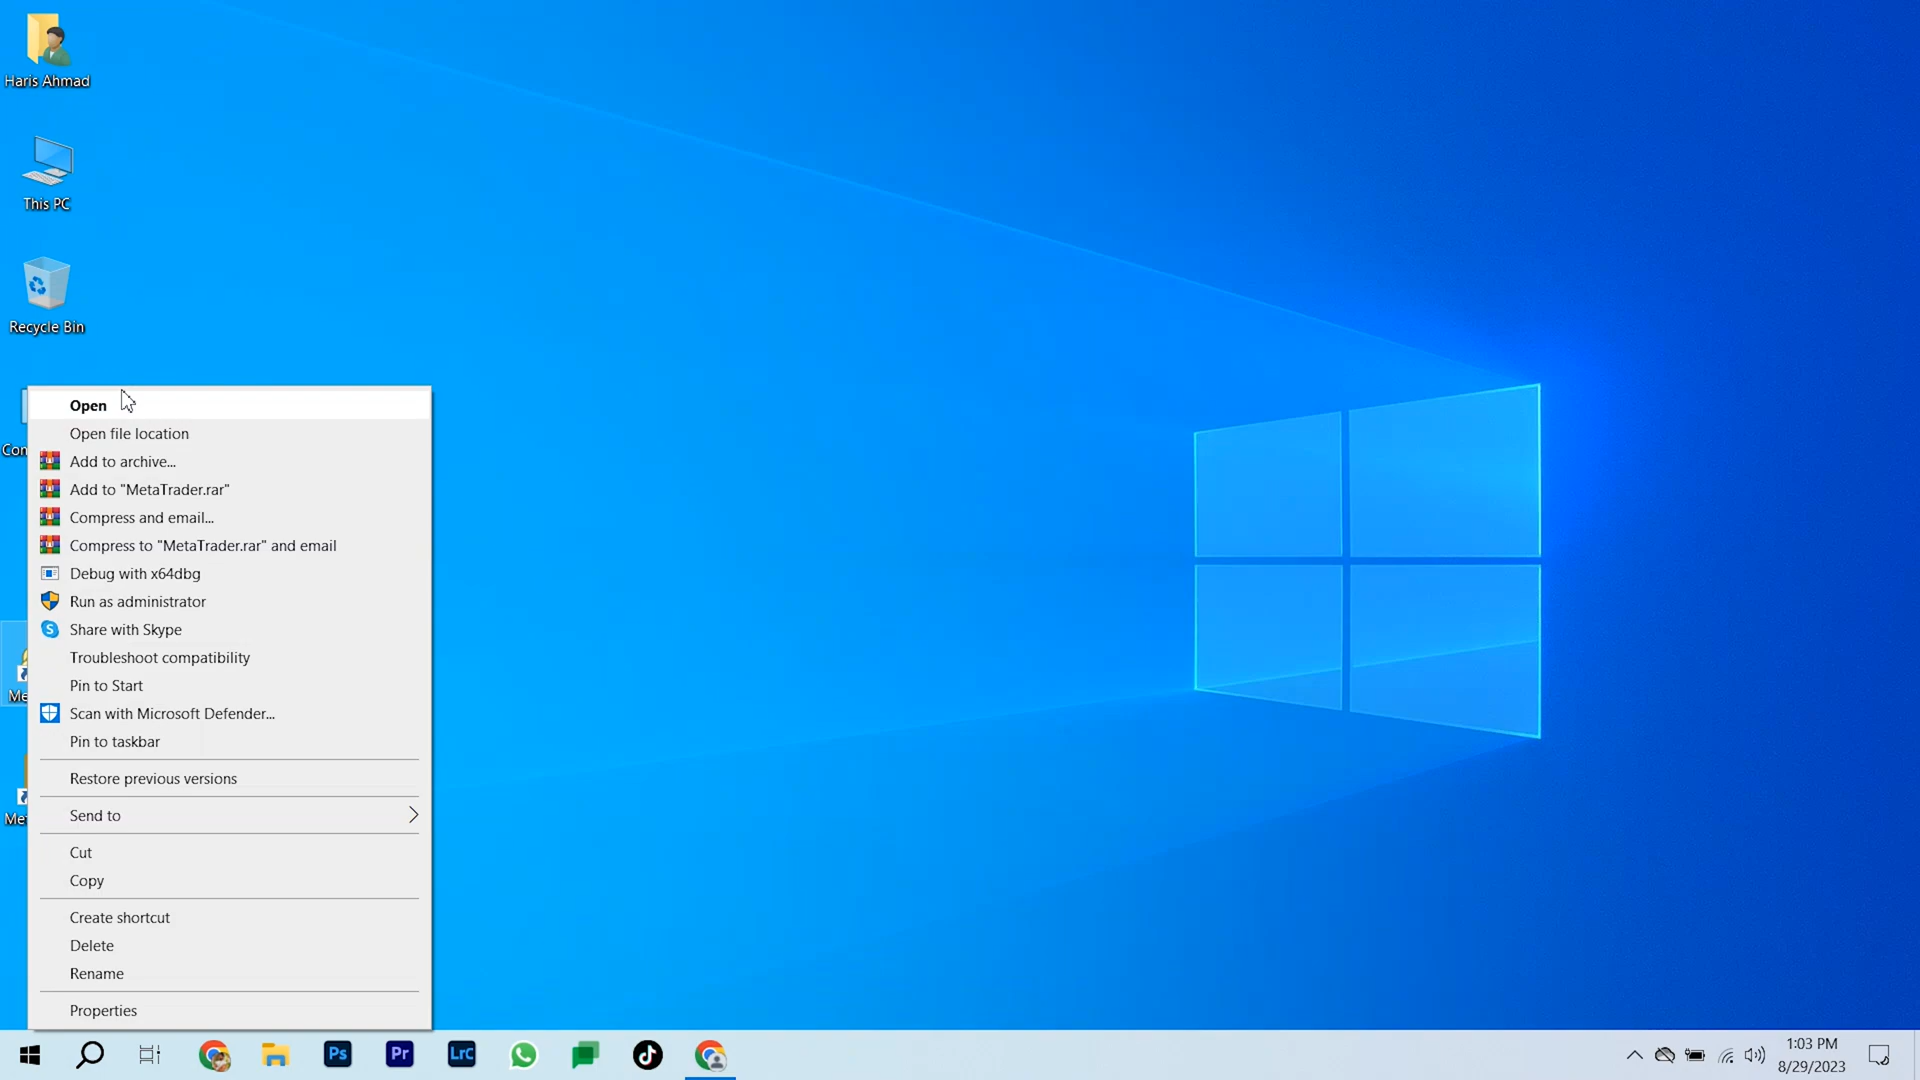 Haris Ahmad
This PC
Recycle Bin
Con
Me
Me
Open
Open file location
Add to archive...
Add to "MetaTrader.rar"
Compress and email...
Compress to "MetaTrader.rar" and email
Debug with x64dbg
Run as administrator
Share with Skype
Troubleshoot compatibility
Pin to Start
Scan with Microsoft Defender...
Pin to taskbar
Restore previous versions
Send to
Cut
Copy
Create shortcut
Delete
Rename
Properties
Ps
Pr
LrC
1:03 PM
8/29/2023